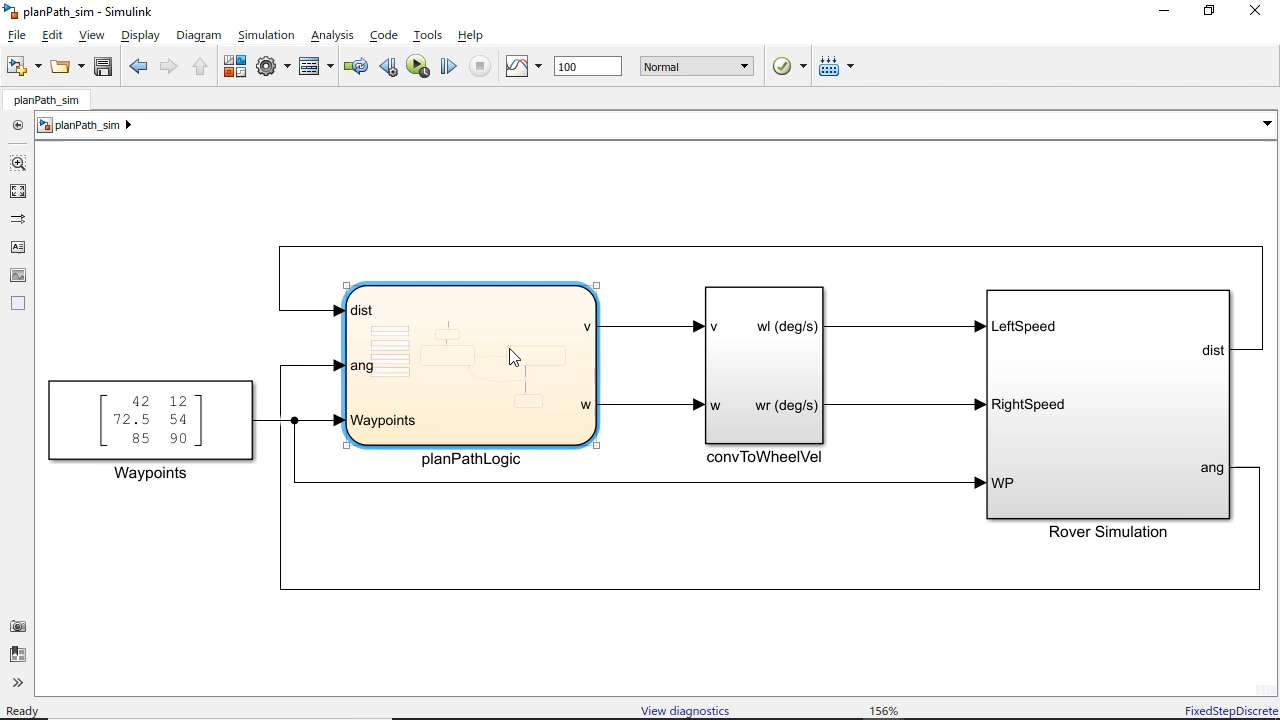 planPath_sim - Simulink
File Edit View Display Diagram Simulation Analysis Code Tools Help
100 Normal
planPath_sim
planPath_sim
dist
ang
Waypoints
v
w
planPathLogic
42 12
72.5 54
85 90
Waypoints
v wl (deg/s)
w wr (deg/s)
convToWheelVel
LeftSpeed
RightSpeed
WP
dist
ang
Rover Simulation
Ready View diagnostics 156% FixedStepDiscrete